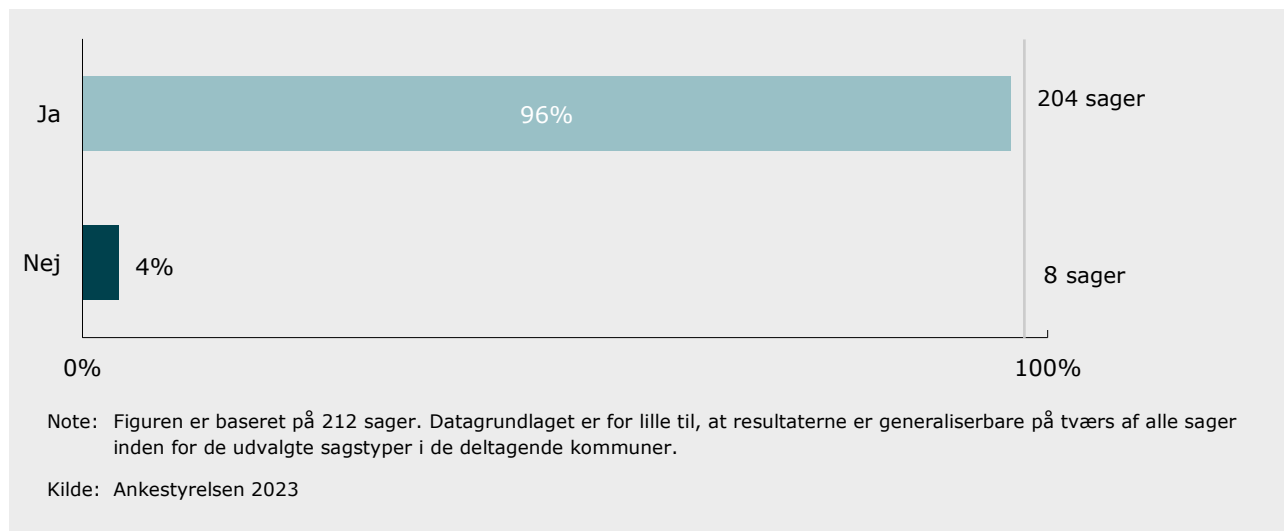 Ja
96%
204 sager
Nej
4%
8 sager
0%
100%
Note: Figuren er baseret på 212 sager. Datagrundlaget er for lille til, at resultaterne er generaliserbare på tværs af alle sager
inden for de udvalgte sagstyper i de deltagende kommuner.
Kilde: Ankestyrelsen 2023